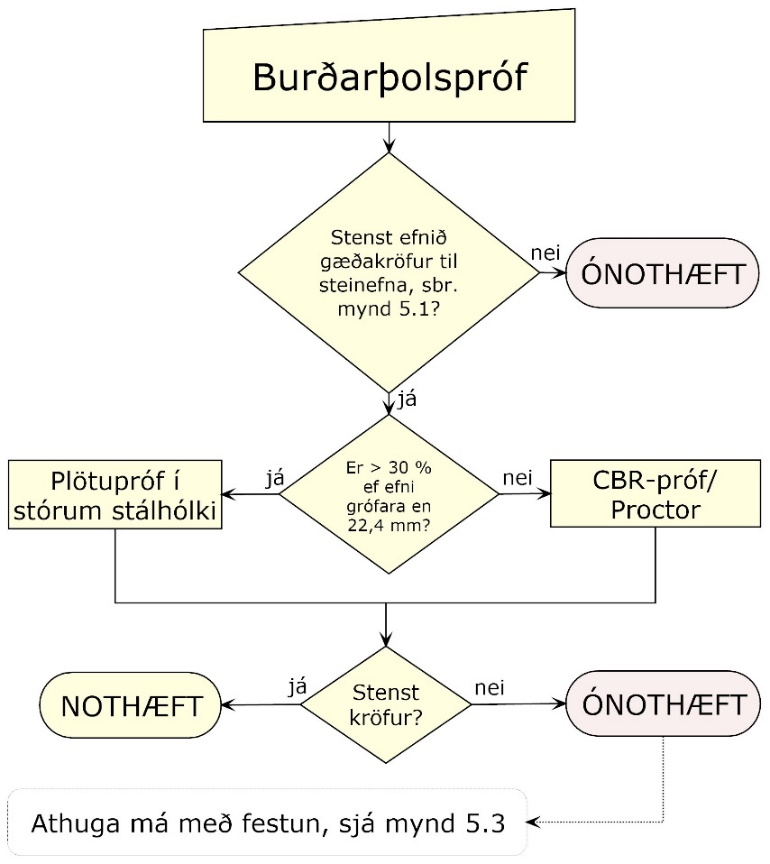 Burðarþolspróf
Stenst efnið
gæðakröfur til
steinefna, sbr.
mynd 5.1?
nei
ÓNOTHÆFT
já
Er > 30 %
ef efni
grófara en
22,4 mm?
já
nei
Plötupróf í
stórum stálhólki
CBR-próf/
Proctor
Stenst
kröfur?
já
nei
NOTHÆFT
ÓNOTHÆFT
Athuga má með festun, sjá mynd 5.3